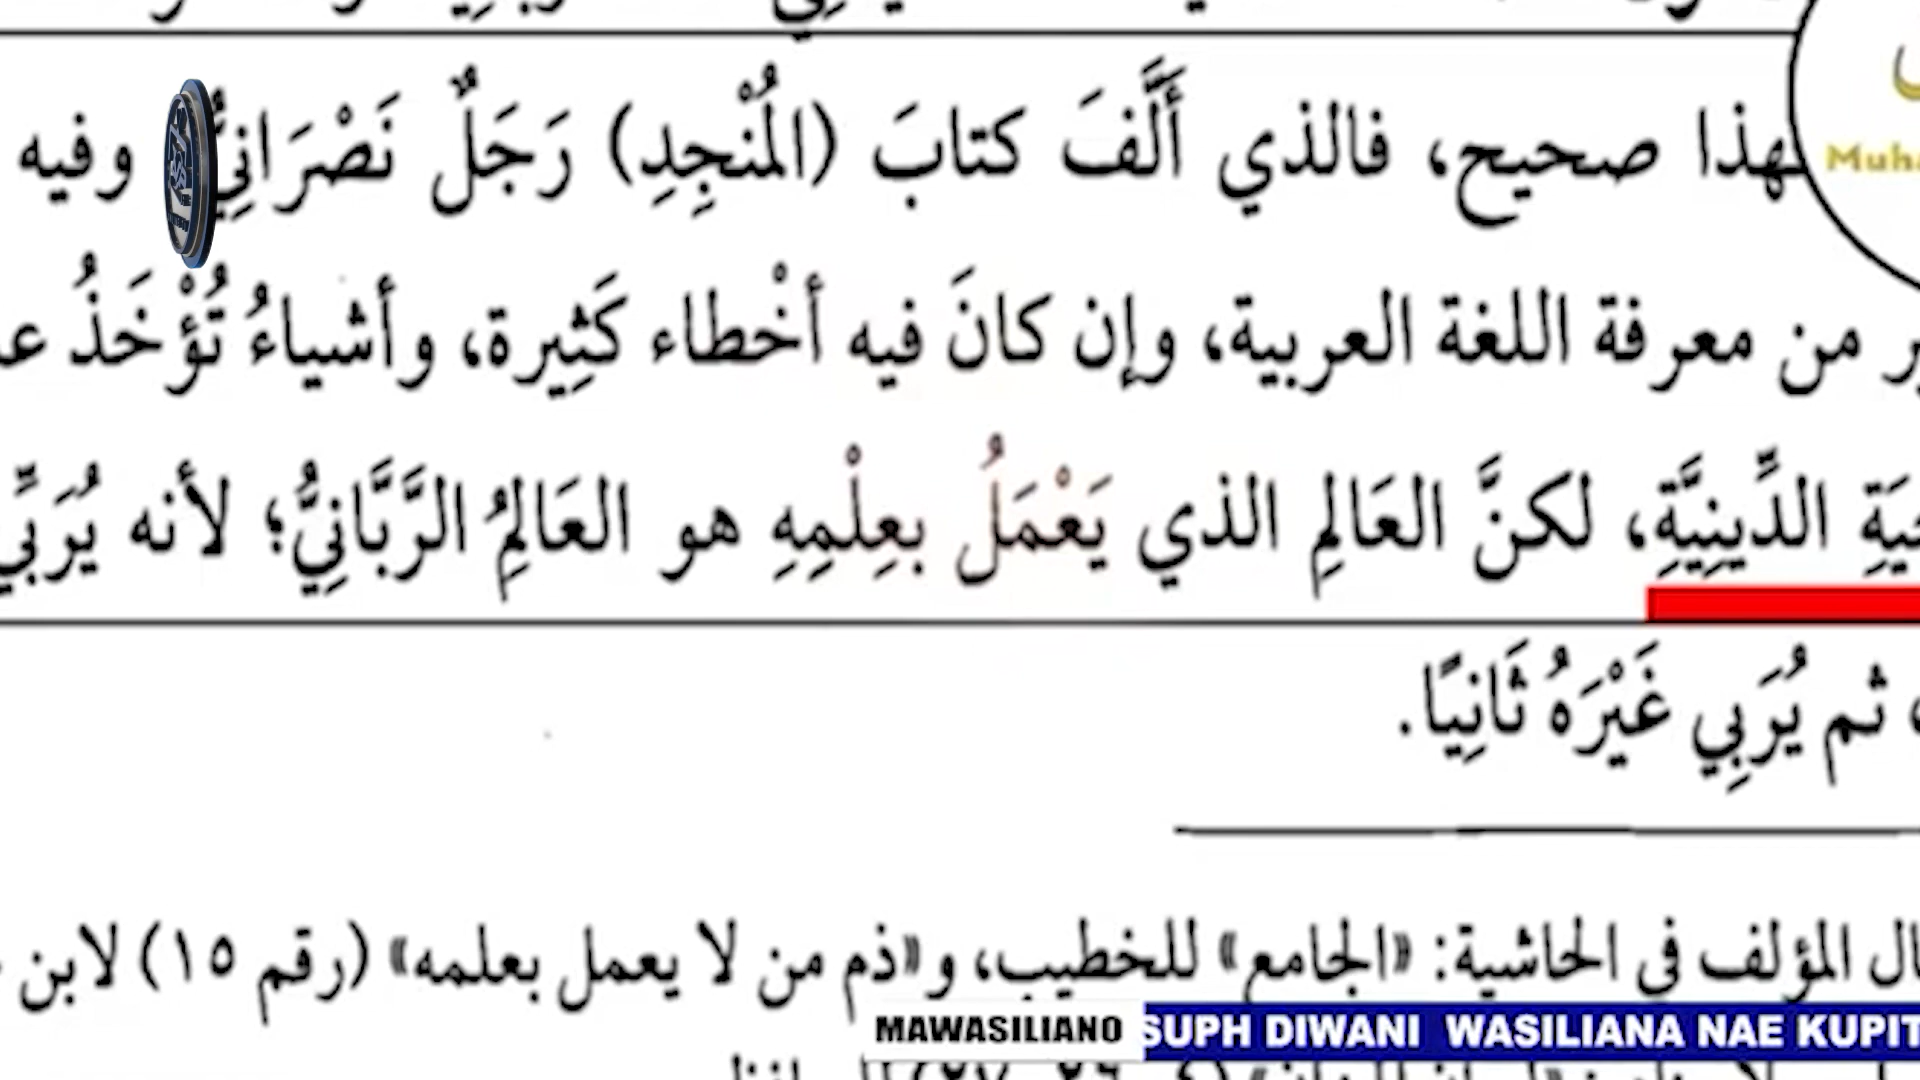 فهذا صحيح، فالذي أَلَّفَ كتابَ (المُنْجِدِ) رَجَلٌ نَصْرَانِيٌّ وفيه
من معرفة اللغة العربية، وإن كانَ فيه أخْطاء كَثِيرة، وأشياءُ تُؤْخَذُ
الدِّينِيَّةِ، لكنَّ العَالِمِ الذي يَعْمَلُ بعِلْمِهِ هو العَالِمُ الرَّبَّانِيُّ؛ لأنه يُرَبِّي
ثم يُرَبِي غَيْرَهُ ثَانِيًا.
المؤلف في الحاشية: «الجامع» للخطيب، و«ذم من لا يعمل بعلمه» (رقم ١٥) لابن
MAWASILIANO SUPH DIWANI WASILIANA NAE KUPIT